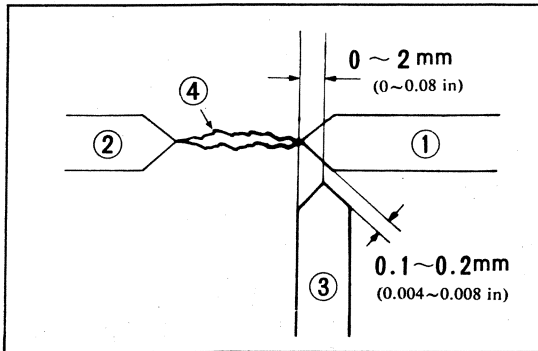 0 ~ 2 mm
(0~0.08 in)
④
②
①
0.1~0.2mm
(0.004~0.008 in)
③